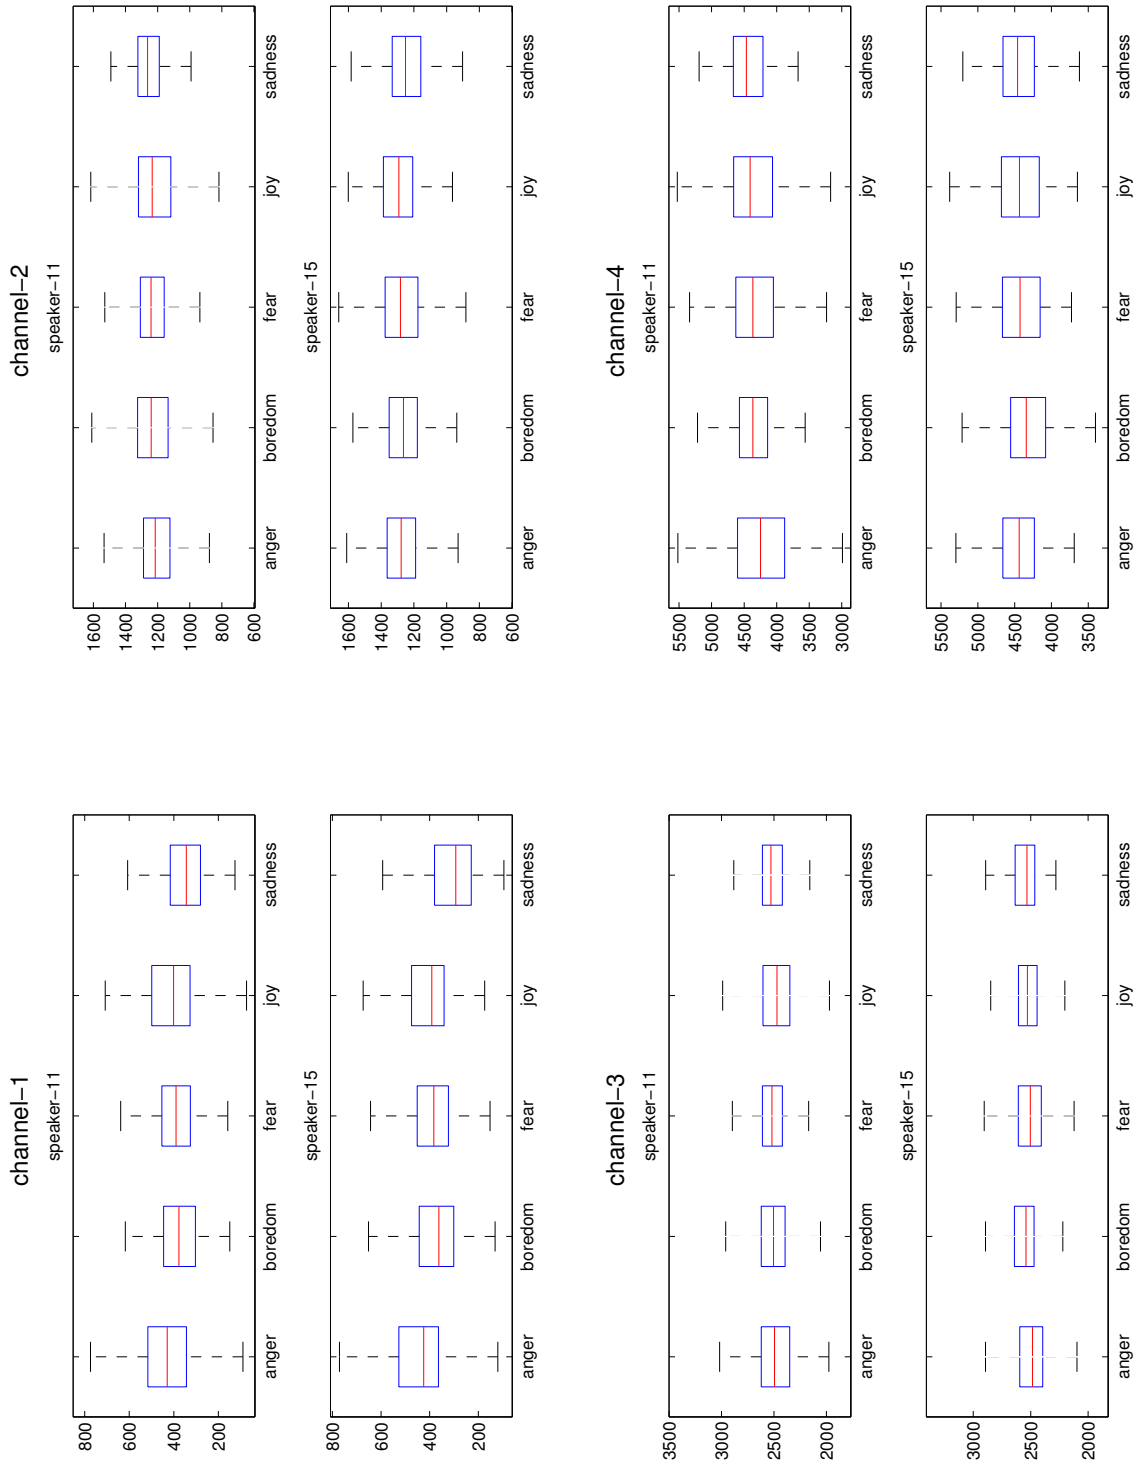 channel−1
speaker−11
800
600
400
200
anger
boredom
fear
joy
sadness
speaker−15
800
600
400
200
anger
boredom
fear
joy
sadness
channel−2
speaker−11
1600
1400
1200
1000
800
600
anger
boredom
fear
joy
sadness
speaker−15
1600
1400
1200
1000
800
600
anger
boredom
fear
joy
sadness
channel−3
speaker−11
3500
3000
2500
2000
anger
boredom
fear
joy
sadness
speaker−15
3000
2500
2000
anger
boredom
fear
joy
sadness
channel−4
speaker−11
5500
5000
4500
4000
3500
3000
anger
boredom
fear
joy
sadness
speaker−15
5500
5000
4500
4000
3500
anger
boredom
fear
joy
sadness